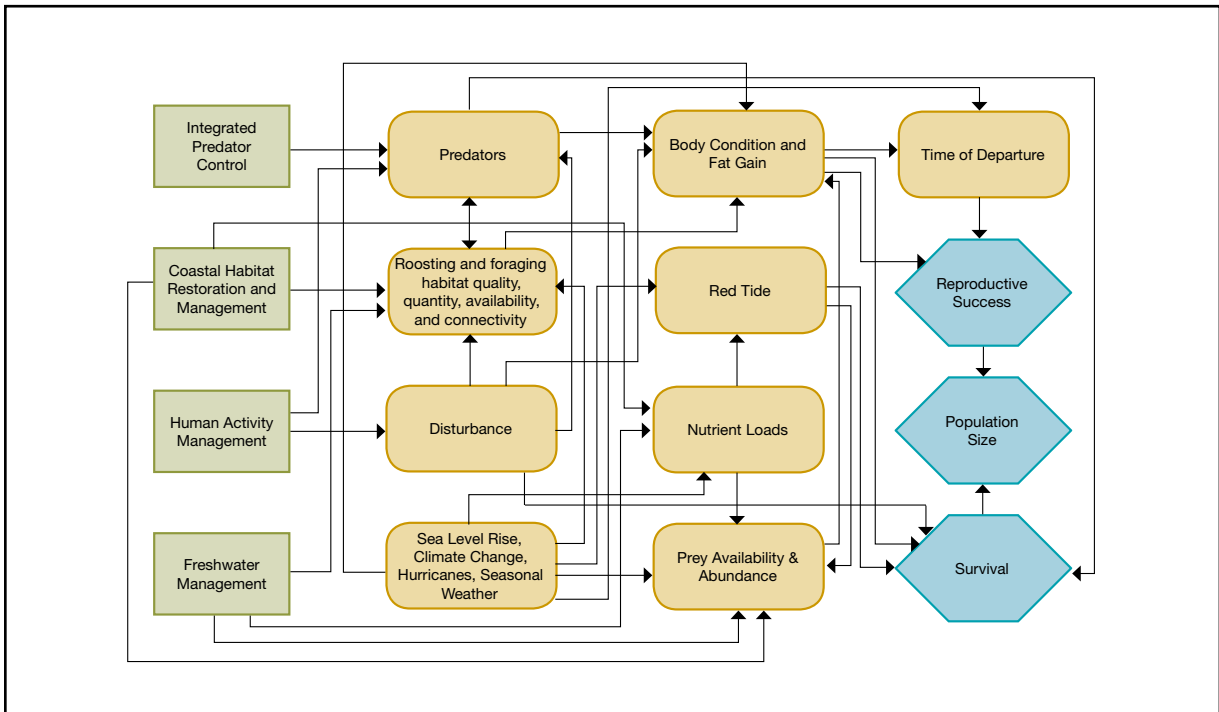 Integrated
Predator
Control
Predators
Body Condition and
Fat Gain
Time of Departure
Coastal Habitat
Restoration and
Management
Roosting and foraging
habitat quality,
quantity, availability,
and connectivity
Red Tide
Reproductive
Success
Human Activity
Management
Disturbance
Nutrient Loads
Population
Size
Freshwater
Management
Sea Level Rise,
Climate Change,
Hurricanes, Seasonal
Weather
Prey Availability &
Abundance
Survival